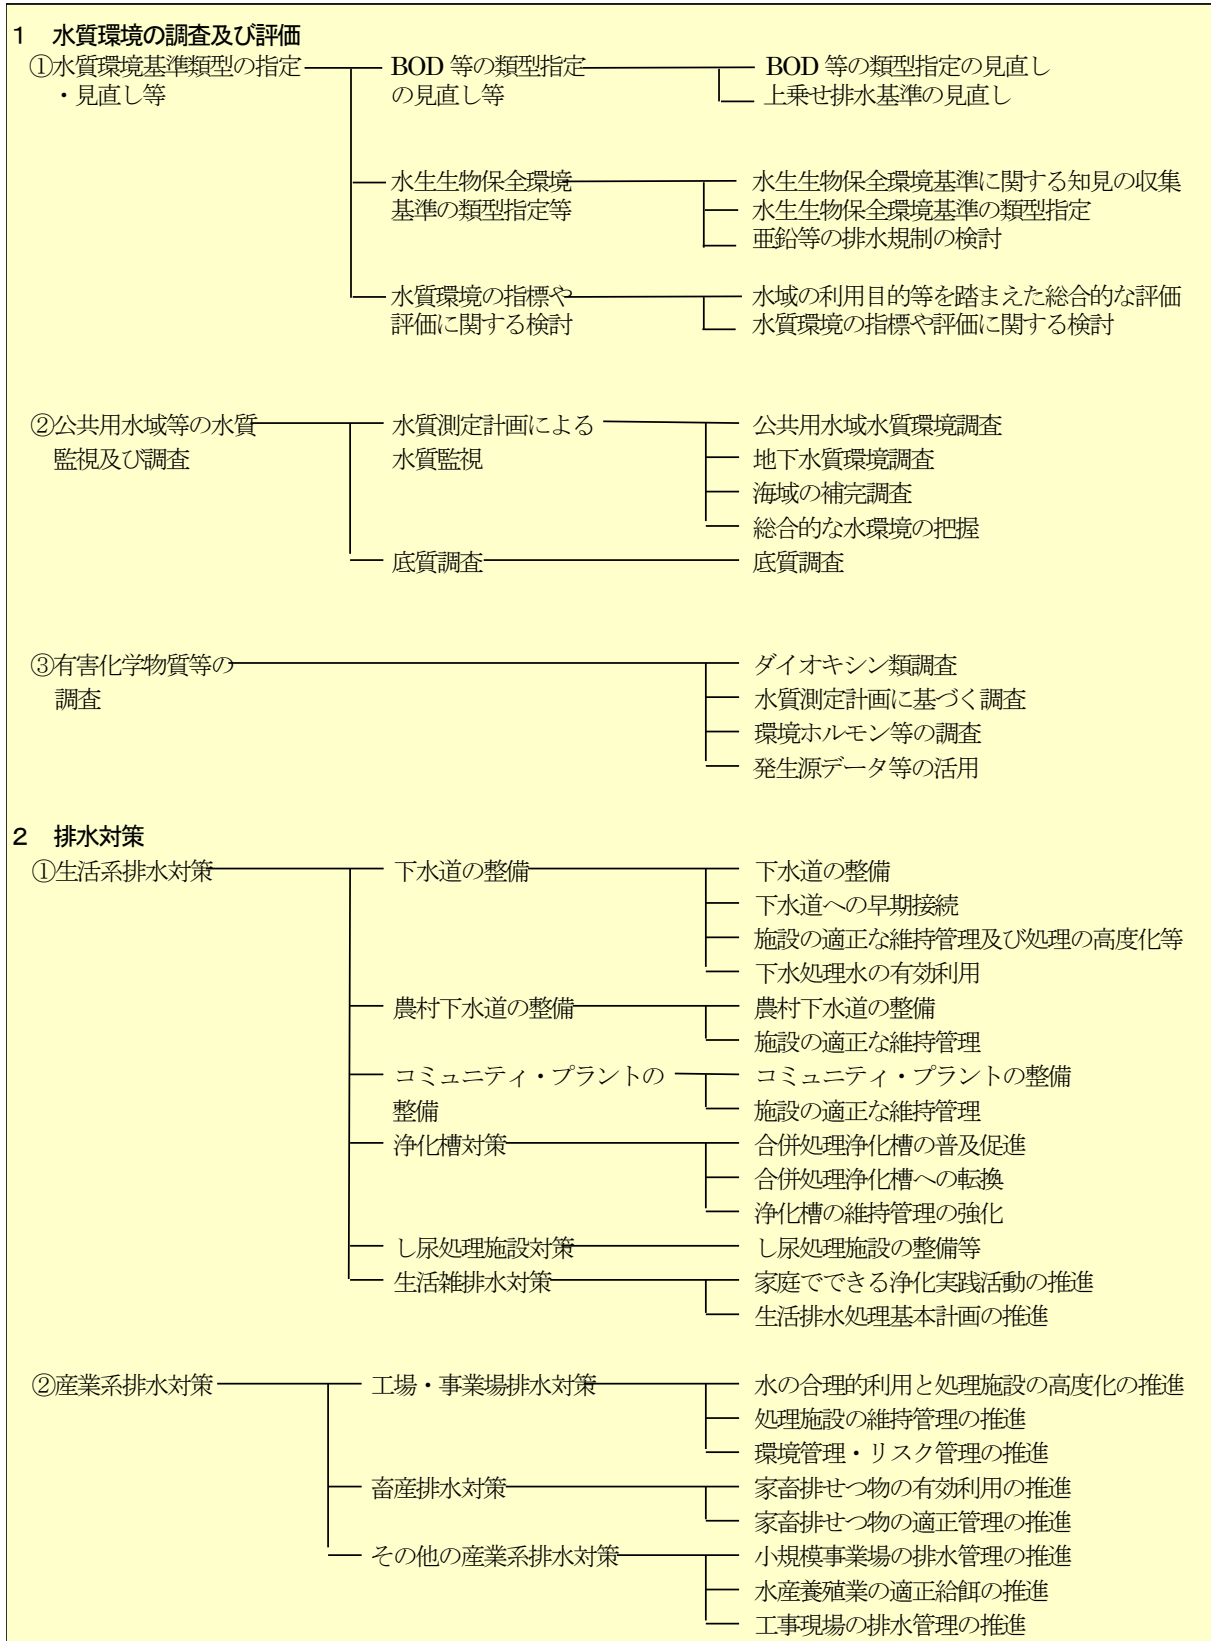 1 水質環境の調査及び評価
①水質環境基準類型の指定 BOD 等の類型指定 BOD 等の類型指定の見直し
・見直し等 の見直し等 上乗せ排水基準の見直し
水生生物保全環境 水生生物保全環境基準に関する知見の収集
基準の類型指定等 水生生物保全環境基準の類型指定
亜鉛等の排水規制の検討
水質環境の指標や 水域の利用目的等を踏まえた総合的な評価
評価に関する検討 水質環境の指標や評価に関する検討
②公共用水域等の水質 水質測定計画による 公共用水域水質環境調査
監視及び調査 水質監視 地下水質環境調査
海域の補完調査
総合的な水環境の把握
底質調査 底質調査
③有害化学物質等の ダイオキシン類調査
調査 水質測定計画に基づく調査
環境ホルモン等の調査
発生源データ等の活用
2 排水対策
①生活系排水対策 下水道の整備 下水道の整備
下水道への早期接続
施設の適正な維持管理及び処理の高度化等
下水処理水の有効利用
農村下水道の整備 農村下水道の整備
施設の適正な維持管理
コミュニティ・プラントの コミュニティ・プラントの整備
整備 施設の適正な維持管理
浄化槽対策 合併処理浄化槽の普及促進
合併処理浄化槽への転換
浄化槽の維持管理の強化
し尿処理施設対策 し尿処理施設の整備等
生活雑排水対策 家庭でできる浄化実践活動の推進
生活排水処理基本計画の推進
②産業系排水対策 工場・事業場排水対策 水の合理的利用と処理施設の高度化の推進
処理施設の維持管理の推進
環境管理・リスク管理の推進
畜産排水対策 家畜排せつ物の有効利用の推進
家畜排せつ物の適正管理の推進
その他の産業系排水対策 小規模事業場の排水管理の推進
水産養殖業の適正給餌の推進
工事現場の排水管理の推進